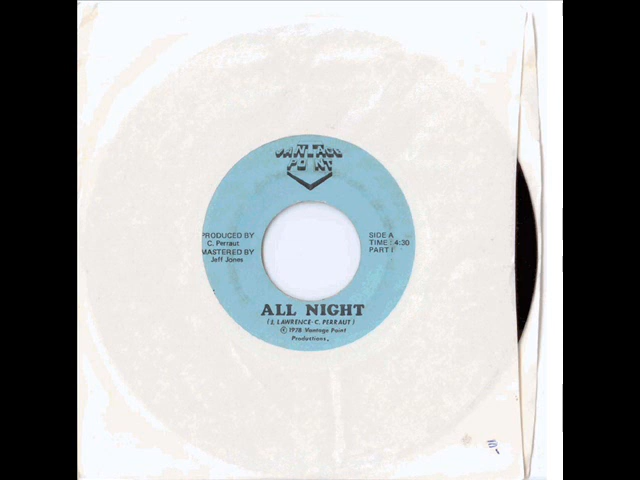 VANTAGE
POINT
PRODUCED BY
C. Perraut
MASTERED BY
Jeff Jones
SIDE A
TIME : 4:30
PART I
ALL NIGHT
(J. LAWRENCE-C. PERRAUT)
© 1978 Vantage Point
Productions.